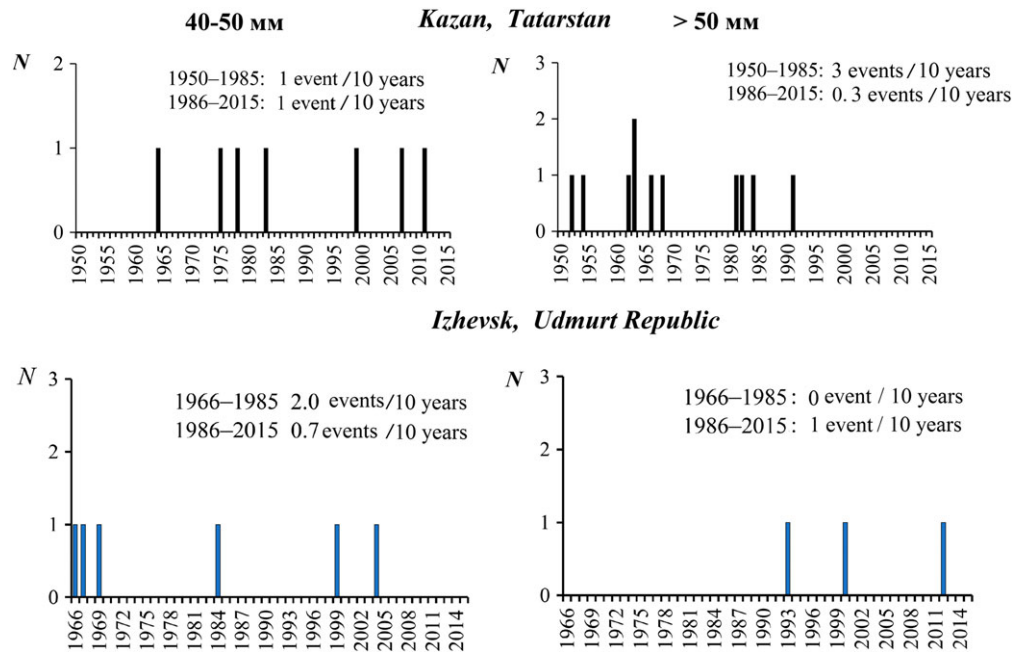 40-50 мм Kazan, Tatarstan > 50 мм
N
2
1
0
1950–1985: 1 event /10 years
1986–2015: 1 event /10 years
1950 1955 1960 1965 1970 1975 1980 1985 1990 1995 2000 2005 2010 2015
N
3
2
1
0
1950–1985: 3 events / 10 years
1986–2015: 0.3 events / 10 years
1950 1955 1960 1965 1970 1975 1980 1985 1990 1995 2000 2005 2010 2015
Izhevsk, Udmurt Republic
N
3
2
1
0
1966–1985 2.0 events/10 years
1986–2015 0.7 events /10 years
1966 1969 1972 1975 1978 1981 1984 1987 1990 1993 1996 1999 2002 2005 2008 2011 2014
N
3
2
1
0
1966–1985: 0 event / 10 years
1986–2015: 1 event / 10 years
1966 1969 1972 1975 1978 1981 1984 1987 1990 1993 1996 1999 2002 2005 2008 2011 2014